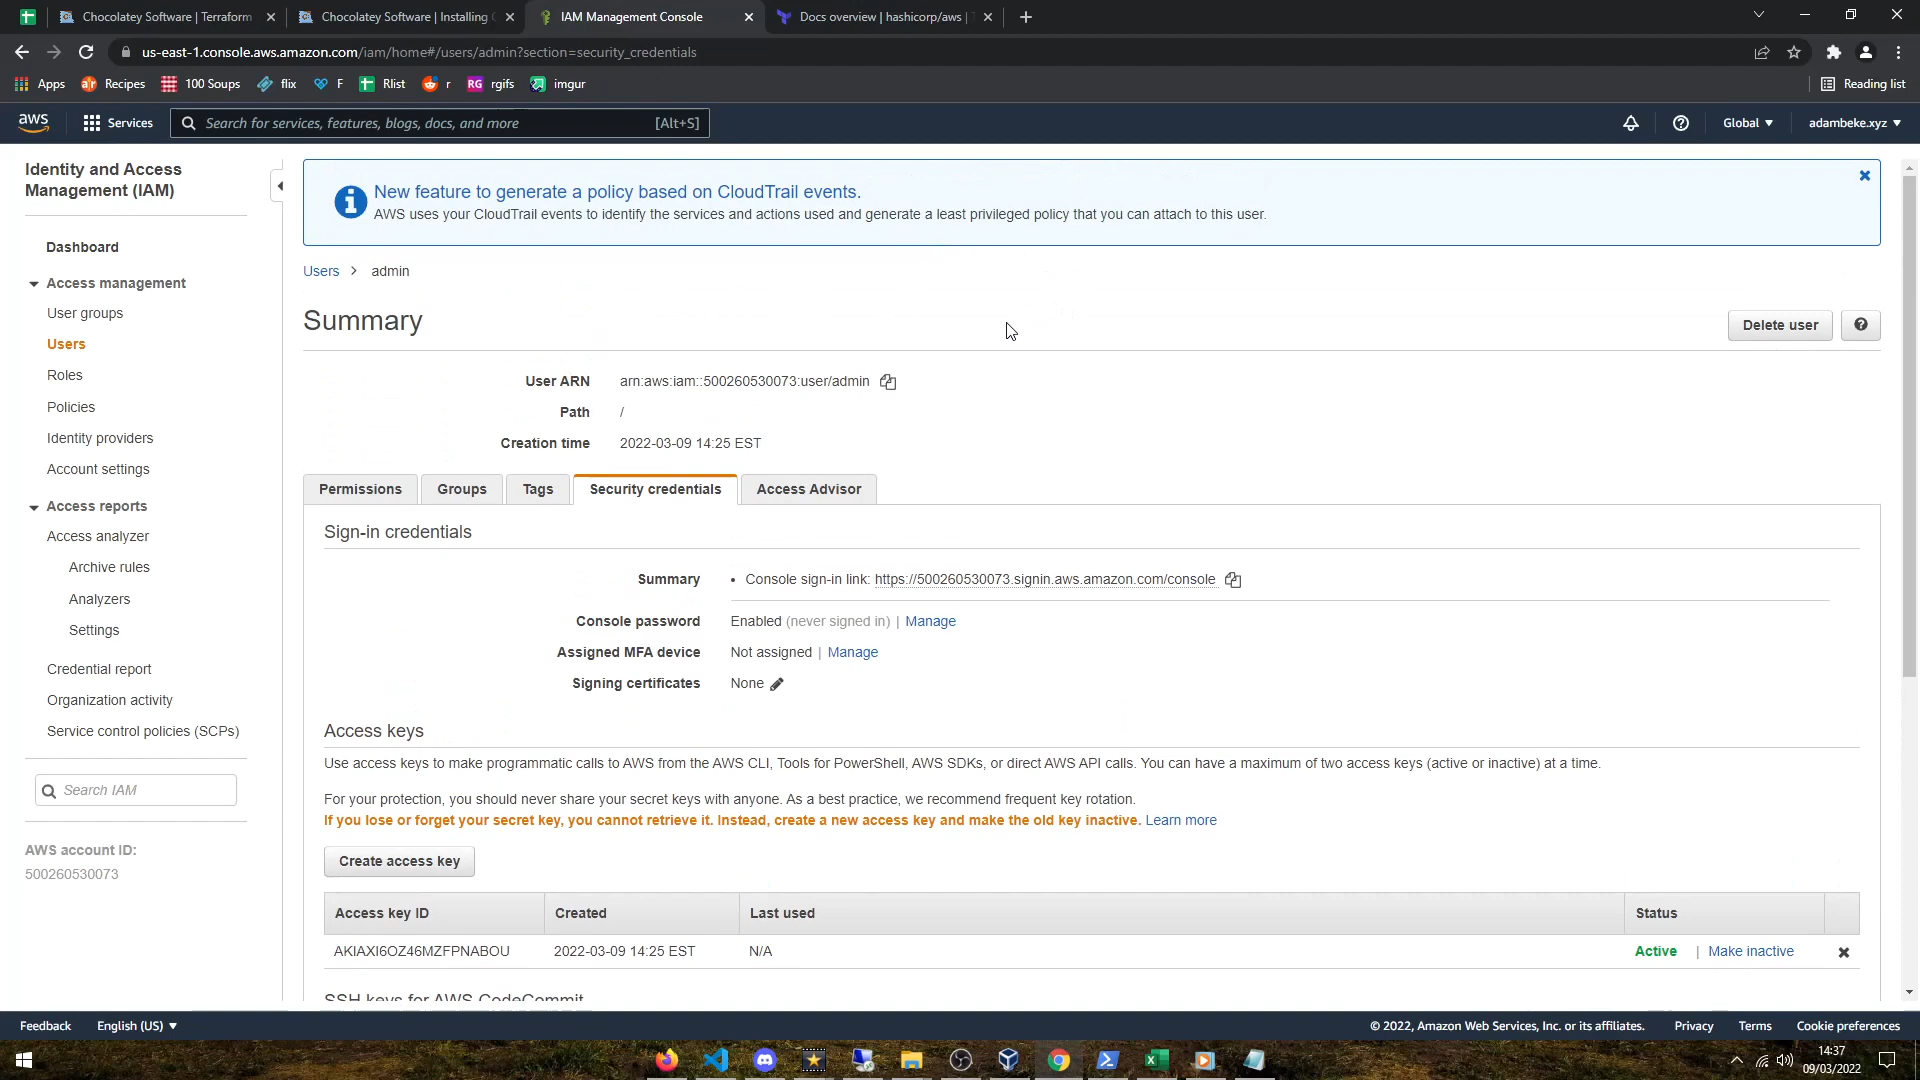 Chocolatey Software | Terraform
Chocolatey Software | Installing
IAM Management Console
Docs overview | hashicorp/aws |
us-east-1.console.aws.amazon.com/iam/home#/users/admin?section=security_credentials
Apps
Recipes
100 Soups
flix
F
Rlist
r
rgifs
imgur
Reading list
aws
Services
Search for services, features, blogs, docs, and more
[Alt+S]
Global
adambeke.xyz
Identity and Access
Management (IAM)
Dashboard
Access management
User groups
Users
Roles
Policies
Identity providers
Account settings
Access reports
Access analyzer
Archive rules
Analyzers
Settings
Credential report
Organization activity
Service control policies (SCPs)
Search IAM
AWS account ID:
500260530073
New feature to generate a policy based on CloudTrail events.
AWS uses your CloudTrail events to identify the services and actions used and generate a least privileged policy that you can attach to this user.
Users > admin
Summary
Delete user
User ARN arn:aws:iam::500260530073:user/admin
Path /
Creation time 2022-03-09 14:25 EST
Permissions
Groups
Tags
Security credentials
Access Advisor
Sign-in credentials
Summary • Console sign-in link: https://500260530073.signin.aws.amazon.com/console
Console password Enabled (never signed in) | Manage
Assigned MFA device Not assigned | Manage
Signing certificates None
Access keys
Use access keys to make programmatic calls to AWS from the AWS CLI, Tools for PowerShell, AWS SDKs, or direct AWS API calls. You can have a maximum of two access keys (active or inactive) at a time.
For your protection, you should never share your secret keys with anyone. As a best practice, we recommend frequent key rotation.
If you lose or forget your secret key, you cannot retrieve it. Instead, create a new access key and make the old key inactive. Learn more
Create access key
Access key ID Created Last used Status
AKIAXI6OZ46MZFPNABOU 2022-03-09 14:25 EST N/A Active | Make inactive
SSH keys for AWS CodeCommit
Feedback
English (US)
© 2022, Amazon Web Services, Inc. or its affiliates.
Privacy
Terms
Cookie preferences
14:37
09/03/2022